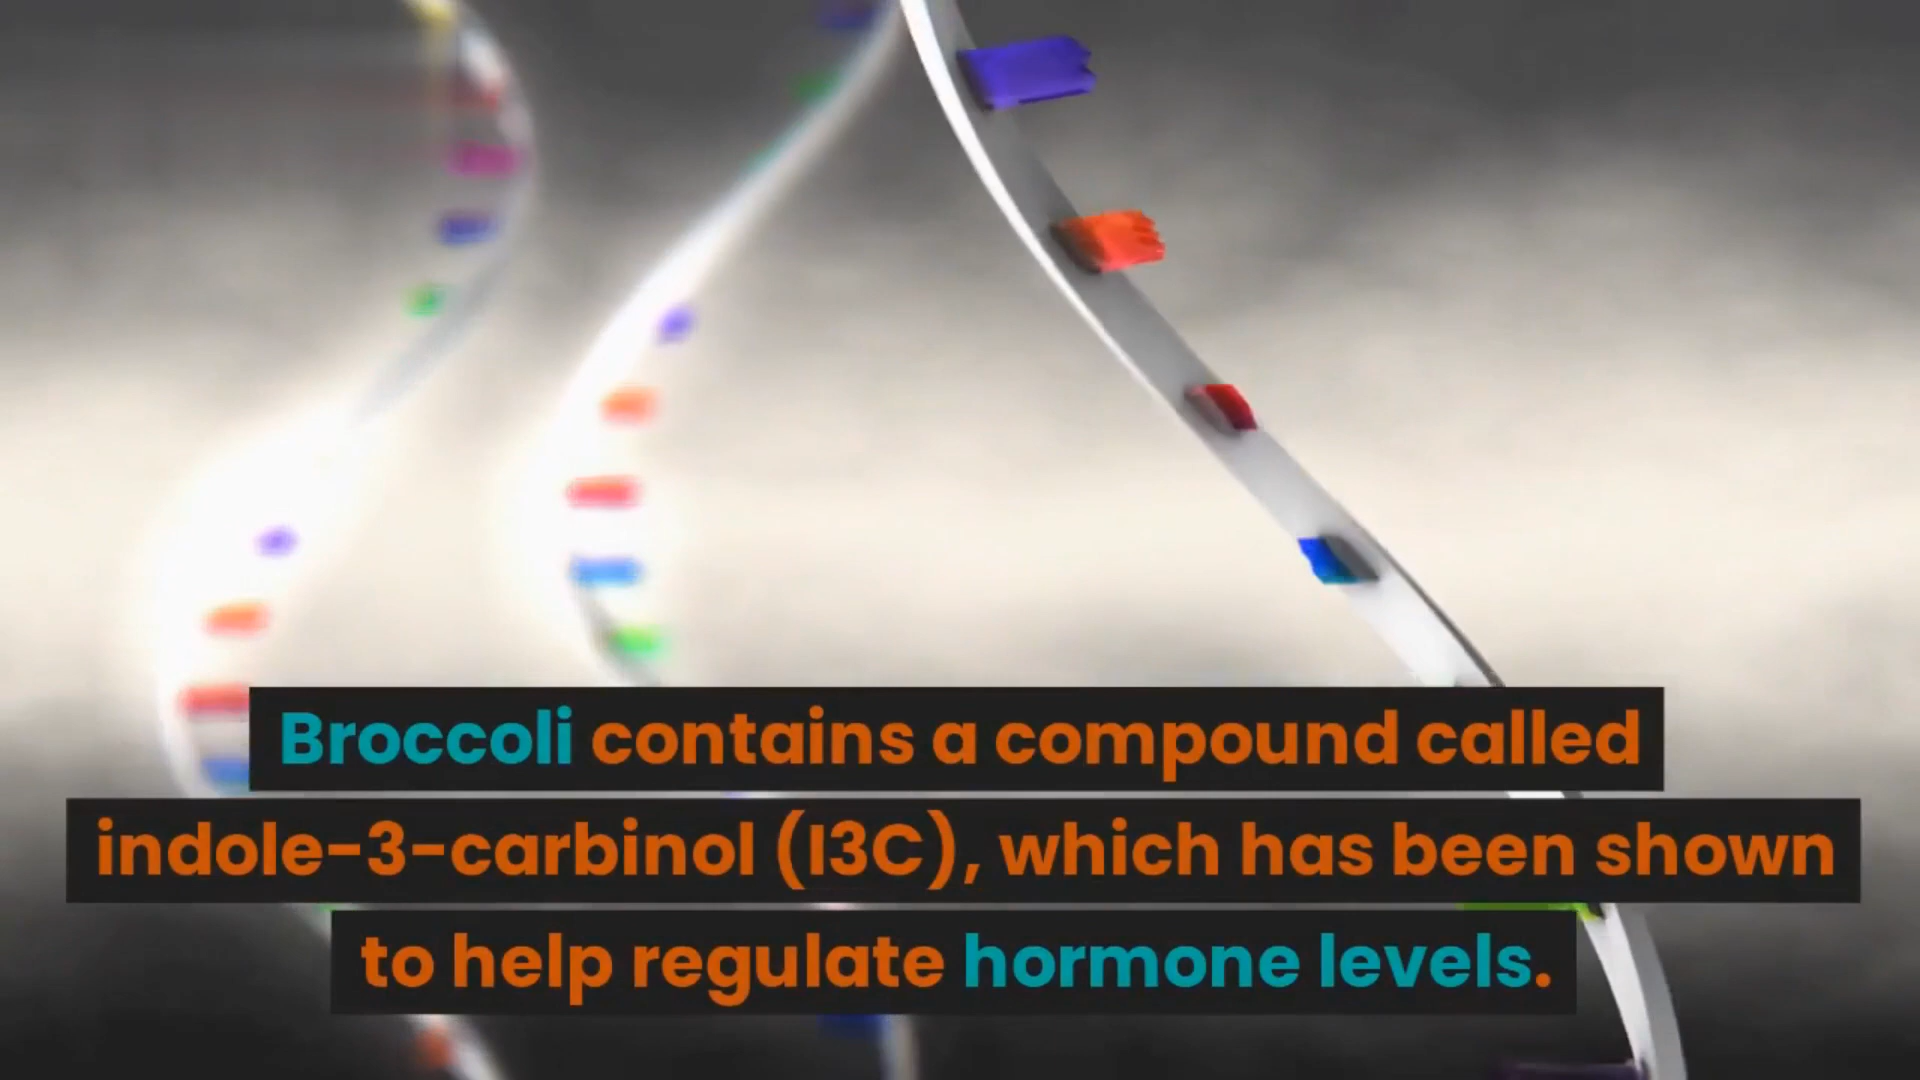 Broccoli contains a compound called
indole-3-carbinol (I3C), which has been shown
to help regulate hormone levels.